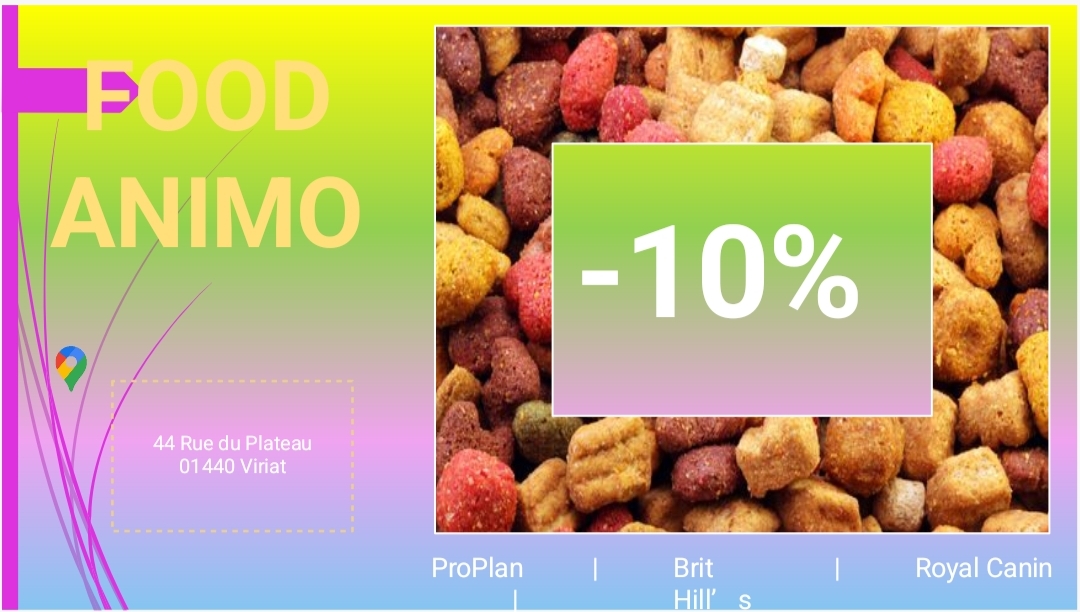 FOOD
ANIMO
-10%
44 Rue du Plateau
01440 Viriat
ProPlan | Brit | Royal Canin
| Hill’ s